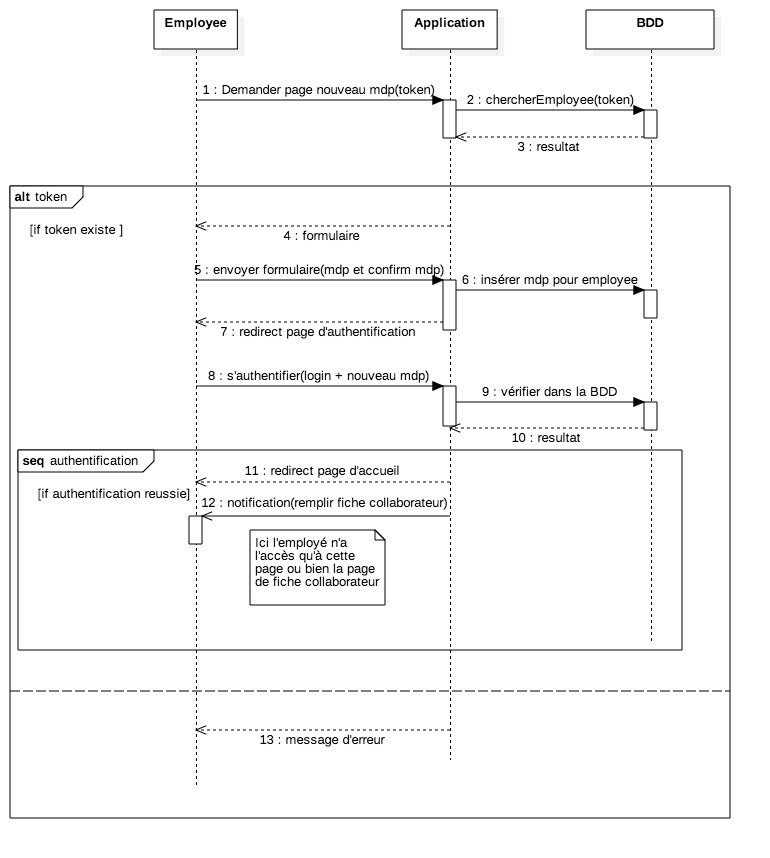 Employee
Application
BDD
1 : Demander page nouveau mdp(token)
2 : chercherEmployee(token)
3 : resultat
alt token
[if token existe ]
4 : formulaire
5 : envoyer formulaire(mdp et confirm mdp)
6 : insérer mdp pour employee
7 : redirect page d'authentification
8 : s'authentifier(login + nouveau mdp)
9 : vérifier dans la BDD
10 : resultat
seq authentification
11 : redirect page d'accueil
[if authentification reussie]
12 : notification(remplir fiche collaborateur)
Ici l'employé n'a
l'accès qu'à cette
page ou bien la page
de fiche collaborateur
13 : message d'erreur